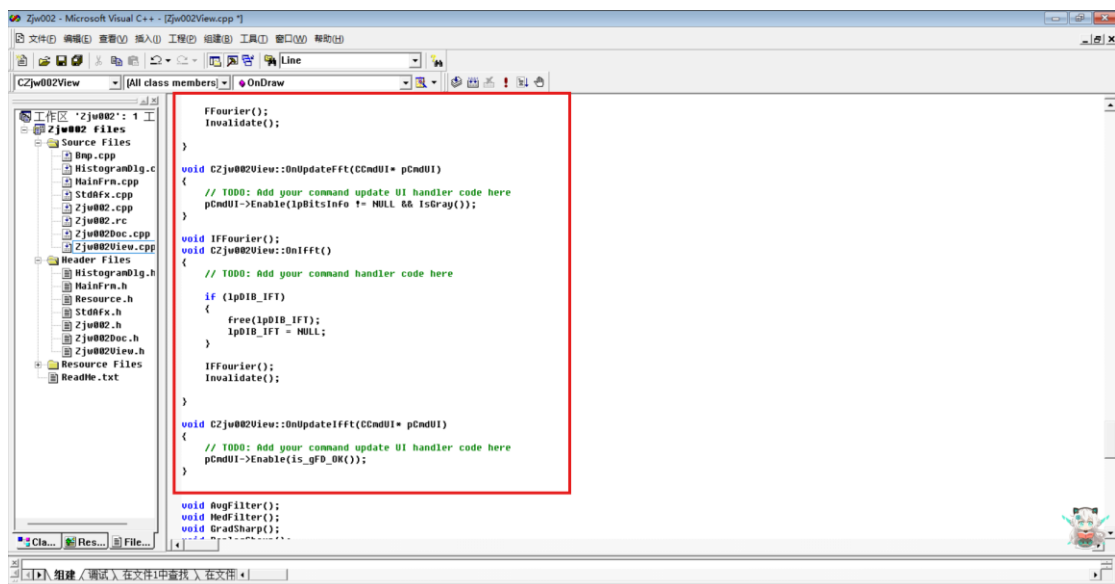 Zjw002 - Microsoft Visual C++ - [Zjw002View.cpp *]
文件(F) 编辑(E) 查看(V) 插入(I) 工程(P) 组建(B) 工具(T) 窗口(W) 帮助(H)
Line
CZjw002View [All class members] OnDraw
工作区 'Zjw002': 1 工
Zjw002 files
Source Files
Bmp.cpp
HistogramDlg.c
MainFrm.cpp
StdAfx.cpp
Zjw002.cpp
Zjw002.rc
Zjw002Doc.cpp
Zjw002View.cpp
Header Files
HistogramDlg.h
MainFrm.h
Resource.h
StdAfx.h
Zjw002.h
Zjw002Doc.h
Zjw002View.h
Resource Files
ReadMe.txt
Cla... Res... File...
FFourier();
Invalidate();
}
void CZjw002View::OnUpdateFft(CCmdUI* pCmdUI)
{
// TODO: Add your command update UI handler code here
pCmdUI->Enable(lpBitsInfo != NULL && IsGray());
}
void IFFourier();
void CZjw002View::OnIfft()
{
// TODO: Add your command handler code here
if (lpDIB_IFT)
{
free(lpDIB_IFT);
lpDIB_IFT = NULL;
}
IFFourier();
Invalidate();
}
void CZjw002View::OnUpdateIfft(CCmdUI* pCmdUI)
{
// TODO: Add your command update UI handler code here
pCmdUI->Enable(is_gFD_OK());
}
void AvgFilter();
void MedFilter();
void GradSharp();
组建 调试 在文件1中查找 在文件